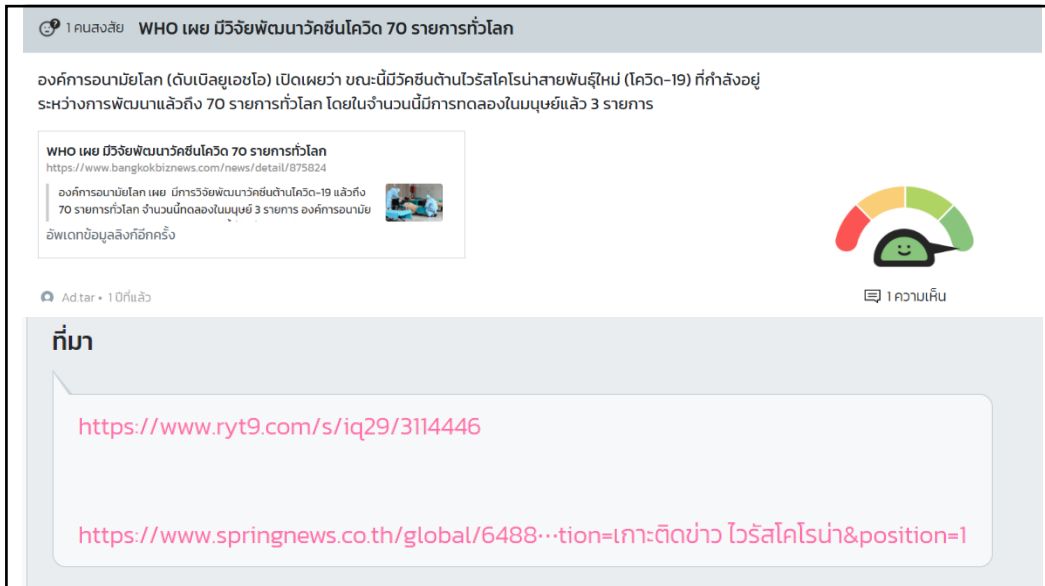 1 คนสงสัย WHO เผย มีวิจัยพัฒนาวัคซีนโควิด 70 รายการทั่วโลก
องค์การอนามัยโลก (ดับเบิลยูเอชโอ) เปิดเผยว่า ขณะนี้มีวัคซีนต้านไวรัสโคโรน่าสายพันธุ์ใหม่ (โควิด-19) ที่กำลังอยู่
ระหว่างการพัฒนาแล้วถึง 70 รายการทั่วโลก โดยในจำนวนนี้มีการทดลองในมนุษย์แล้ว 3 รายการ
WHO เผย มีวิจัยพัฒนาวัคซีนโควิด 70 รายการทั่วโลก
https://www.bangkokbiznews.com/news/detail/875824
องค์การอนามัยโลก เผย มีการวิจัยพัฒนาวัคซีนต้านโควิด-19 แล้วถึง
70 รายการทั่วโลก จำนวนนี้ทดลองในมนุษย์ 3 รายการ องค์การอนามัย
อัพเดทข้อมูลลิงก์อีกครั้ง
Ad.tar • 1 ปีที่แล้ว
1 ความเห็น
ที่มา
https://www.ryt9.com/s/iq29/3114446
https://www.springnews.co.th/global/6488…tion=เกาะติดข่าว ไวรัสโคโรน่า&position=1